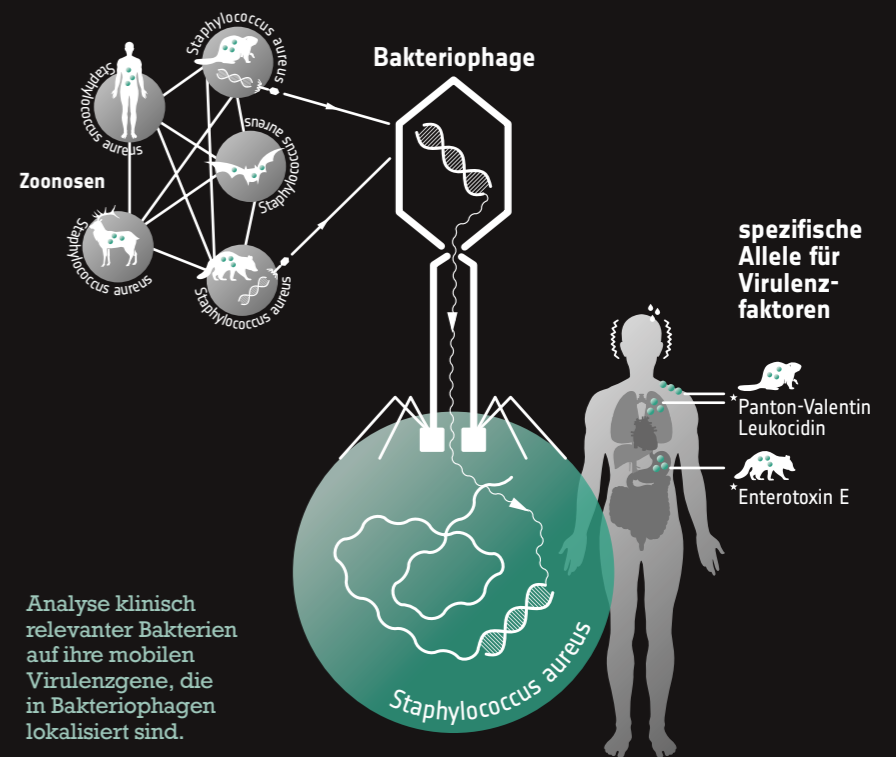 Staphylococcus aureus
Staphylococcus aureus
Staphylococcus aureus
Staphylococcus aureus
Staphylococcus aureus
Zoonosen
Bakteriophage
spezifische
Allele für
Virulenz-
faktoren
*Panton-Valentin
Leukocidin
*Enterotoxin E
Staphylococcus aureus
Analyse klinisch
relevanter Bakterien
auf ihre mobilen
Virulenzgene, die
in Bakteriophagen
lokalisiert sind.